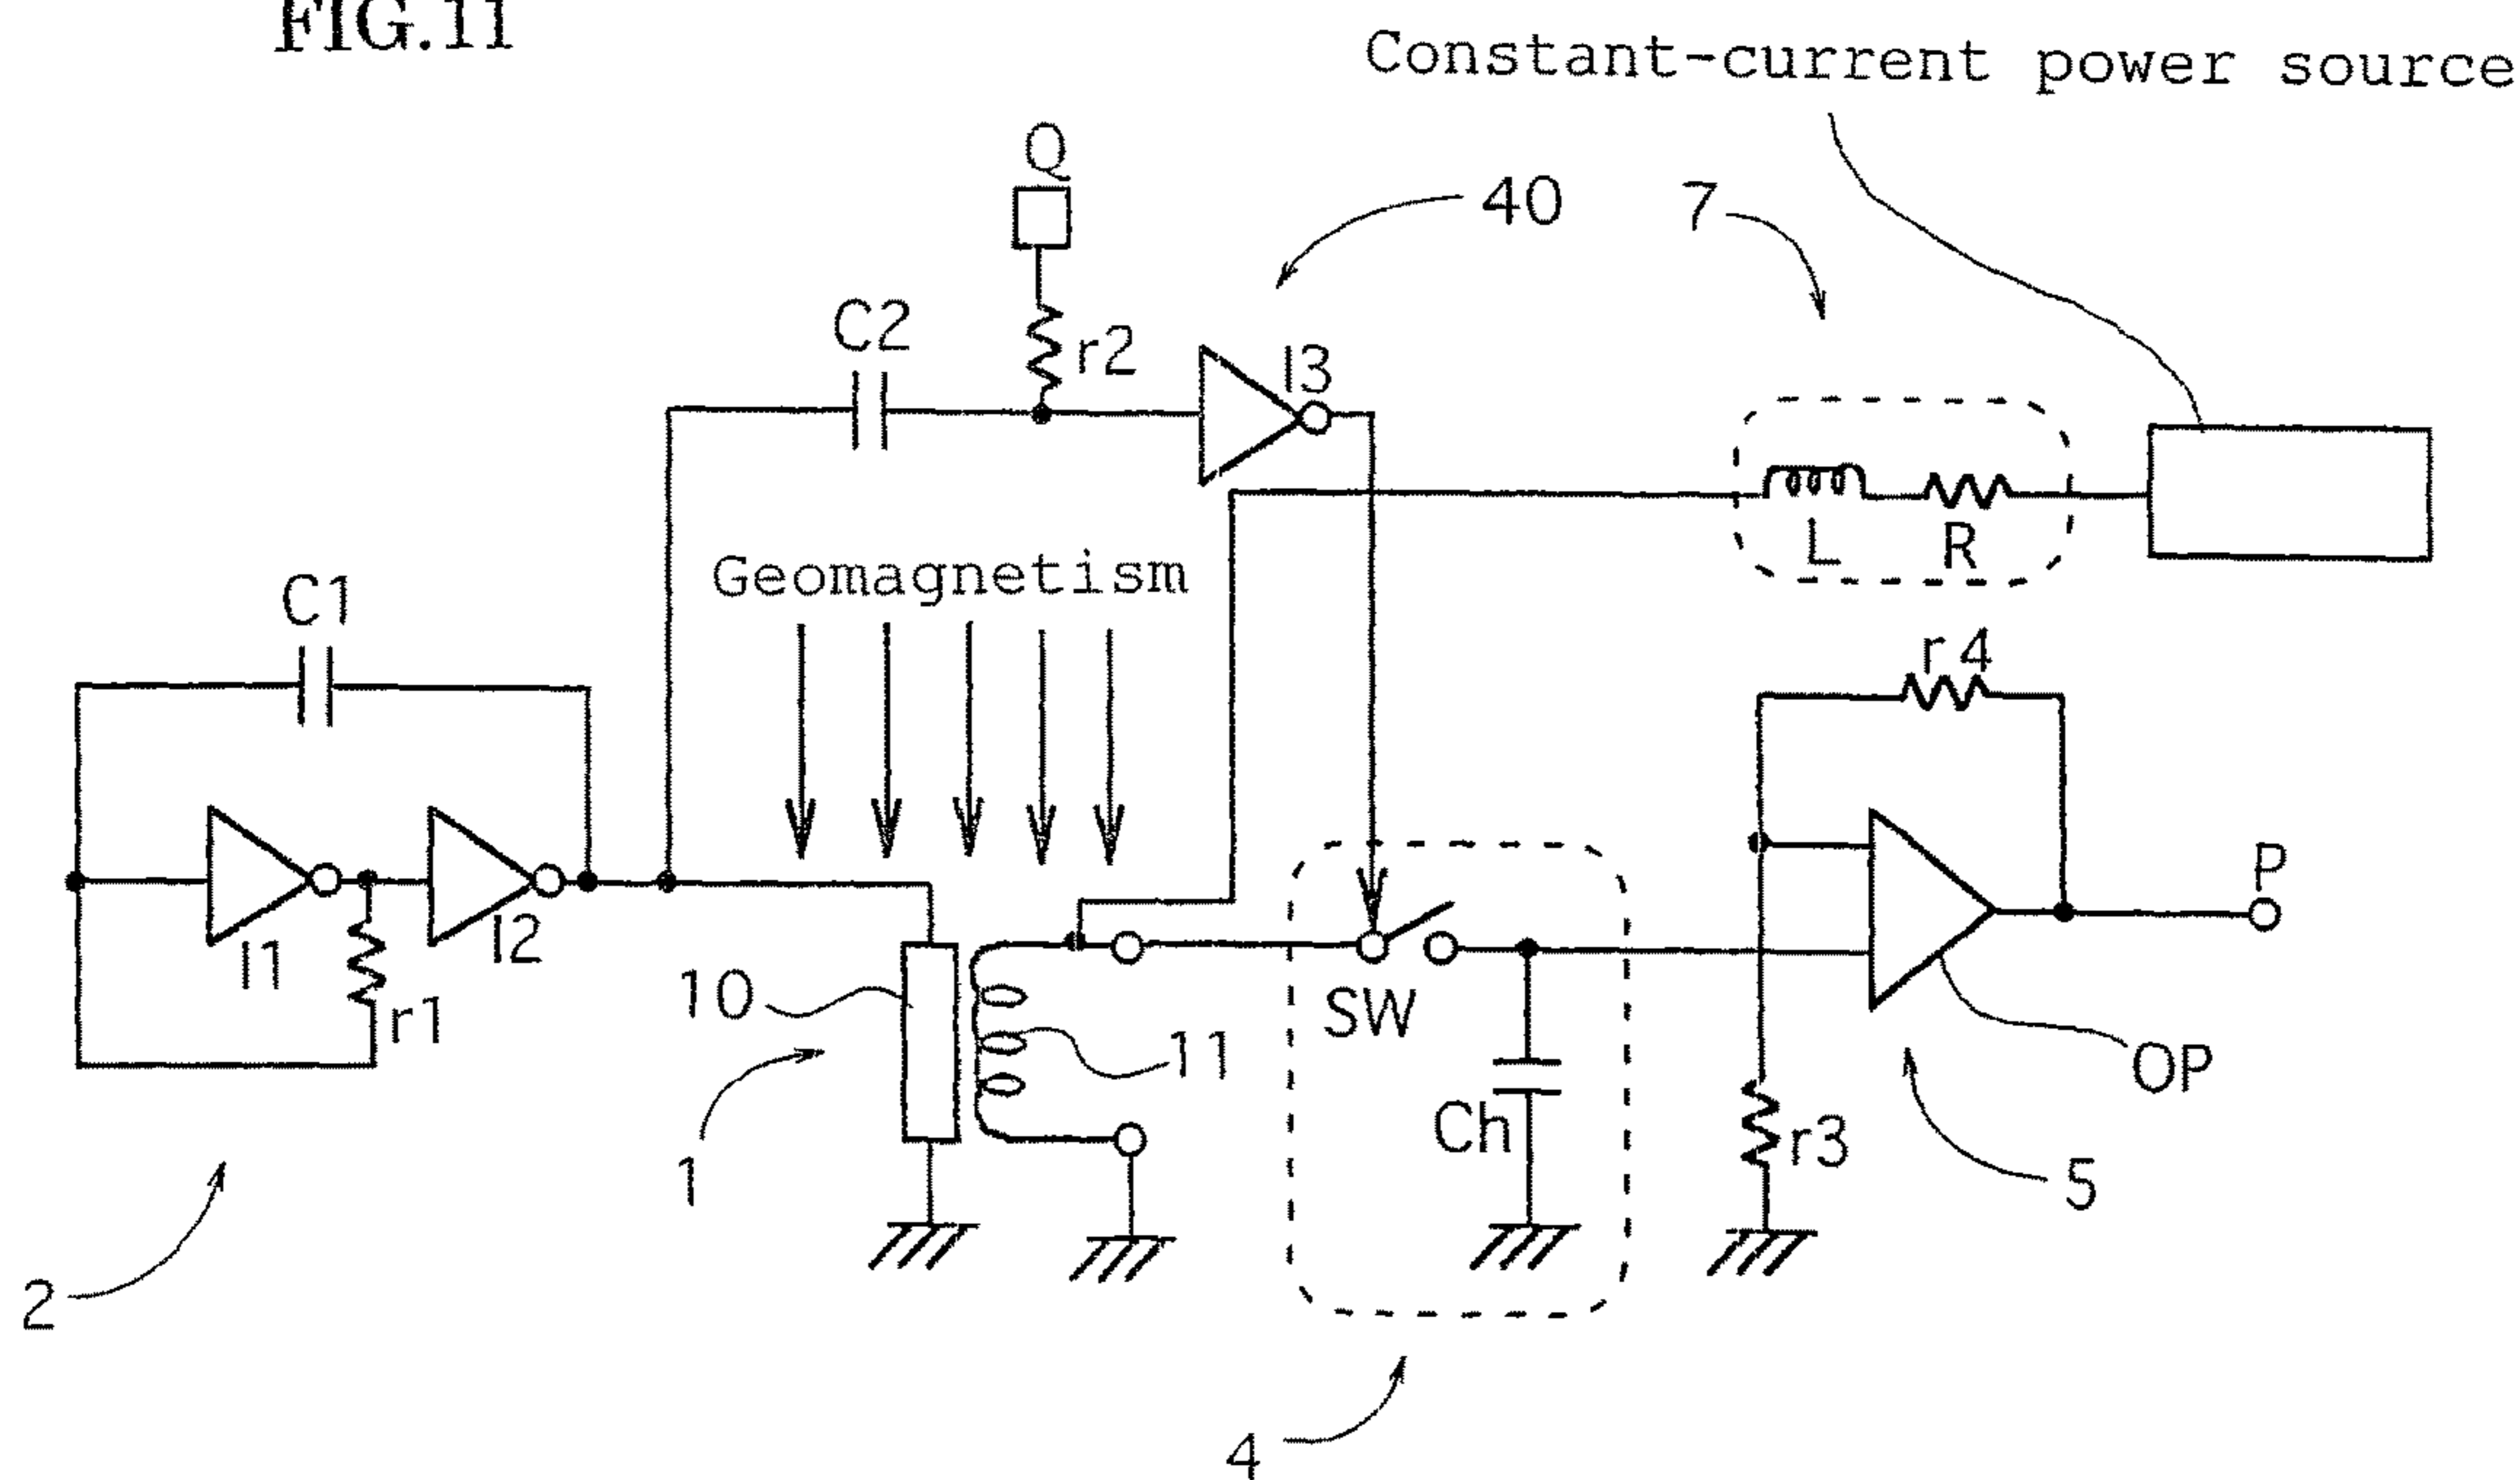 FIG.11
Constant-current power source
Q
40
7
C2
r2
I3
L
R
Geomagnetism
C1
r4
I1
I2
r1
P
10
SW
11
Ch
OP
r3
1
5
2
4